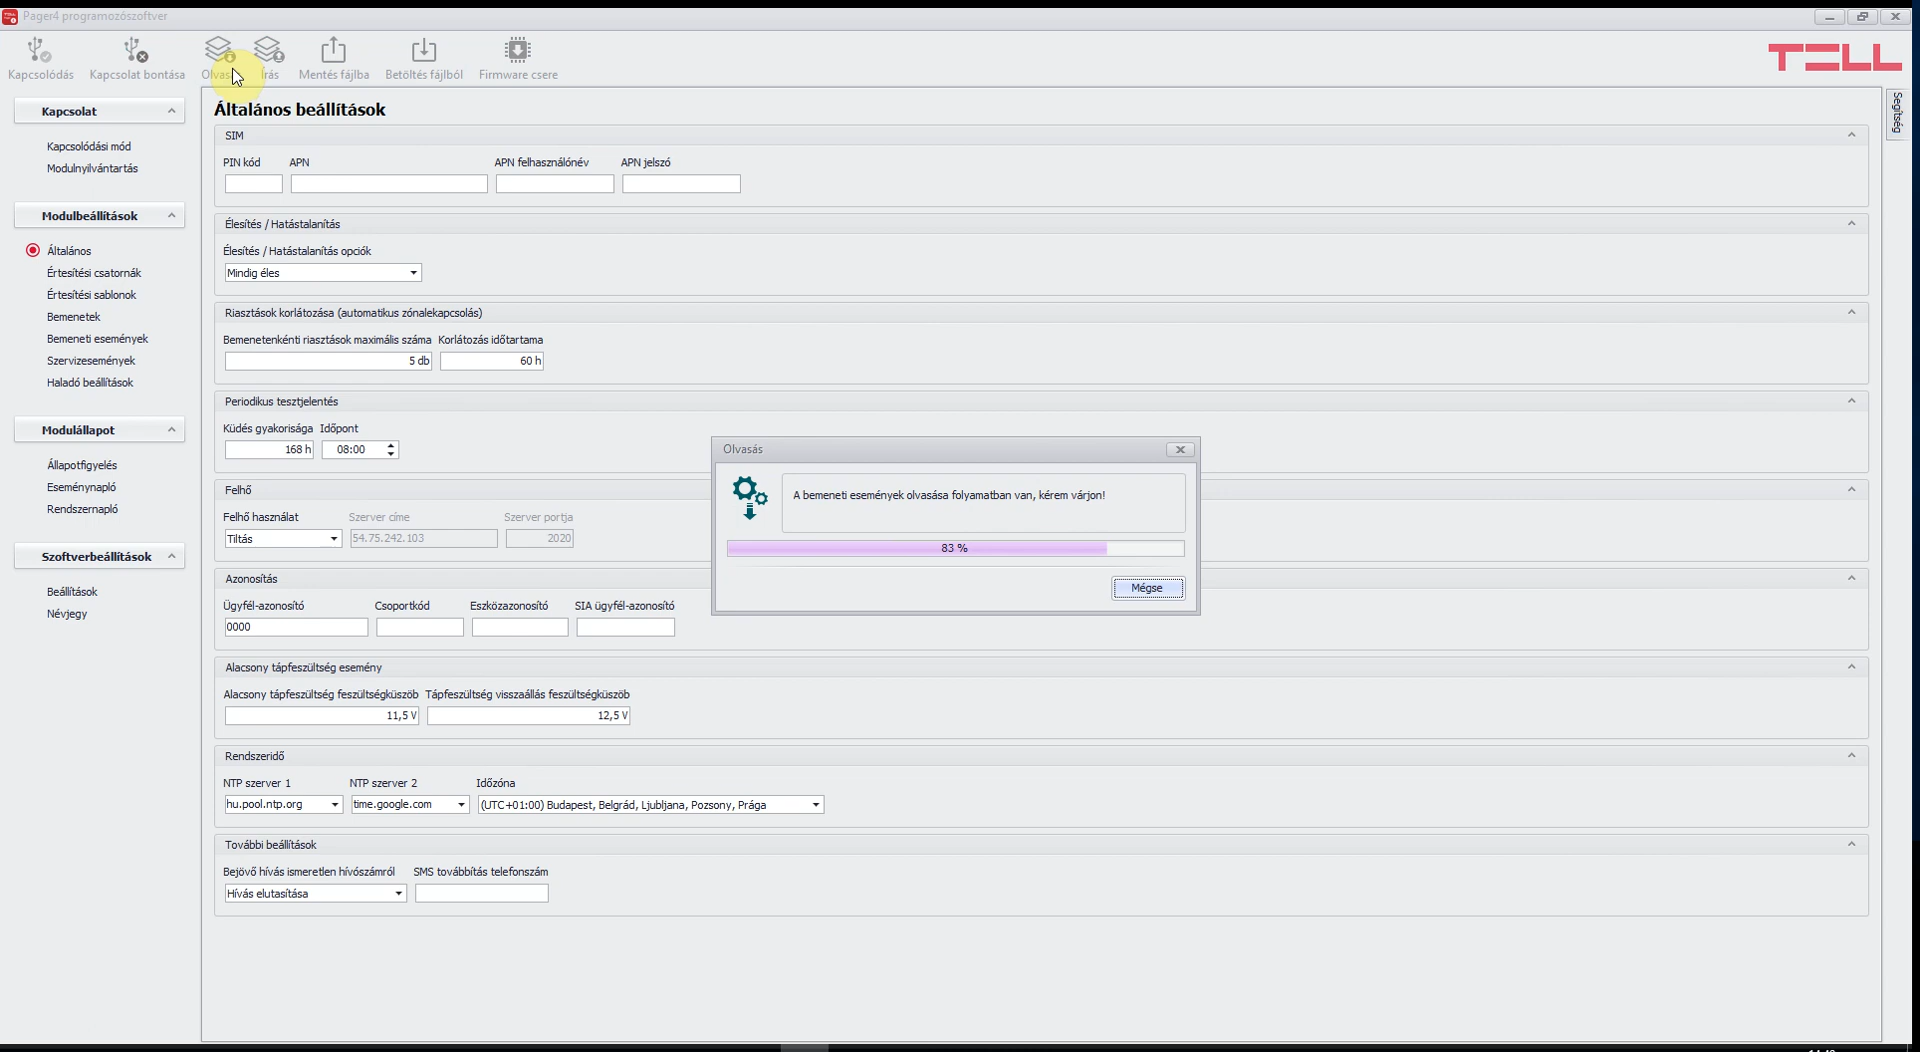 Pager4 programozószoftver
Kapcsolódás
Kapcsolat bontása
Írás
Mentés fájlba
Betöltés fájlból
Firmware csere
TELL
Kapcsolat
Kapcsolódási mód
Modulnyilvántartás
Modulbeállítások
Általános
Értesítési csatornák
Értesítési sablonok
Bemenetek
Bemeneti események
Szervizesemények
Haladó beállítások
Modulállapot
Állapotfigyelés
Eseménynapló
Rendszernapló
Szoftverbeállítások
Beállítások
Névjegy
Segítség
Általános beállítások
SIM
PIN kód APN APN felhasználónév APN jelszó
Élesítés / Hatástalanítás
Élesítés / Hatástalanítás opciók
Mindig éles
Riasztások korlátozása (automatikus zónalekapcsolás)
Bemenetenkénti riasztások maximális száma Korlátozás időtartama
5 db 60 h
Periodikus tesztjelentés
Küdés gyakorisága Időpont
168 h 08:00
Felhő
Felhő használat Szerver címe Szerver portja
Tiltás 54.75.242.103 2020
Azonosítás
Ügyfél-azonosító Csoportkód Eszközazonosító SIA ügyfél-azonosító
0000
Alacsony tápfeszültség esemény
Alacsony tápfeszültség feszültségküszöb Tápfeszültség visszaállás feszültségküszöb
11,5 V 12,5 V
Rendszeridő
NTP szerver 1 NTP szerver 2 Időzóna
hu.pool.ntp.org time.google.com (UTC+01:00) Budapest, Belgrád, Ljubljana, Pozsony, Prága
További beállítások
Bejövő hívás ismeretlen hívószámról SMS továbbítás telefonszám
Hívás elutasítása
Olvasás
A bemeneti események olvasása folyamatban van, kérem várjon!
83 %
Mégse